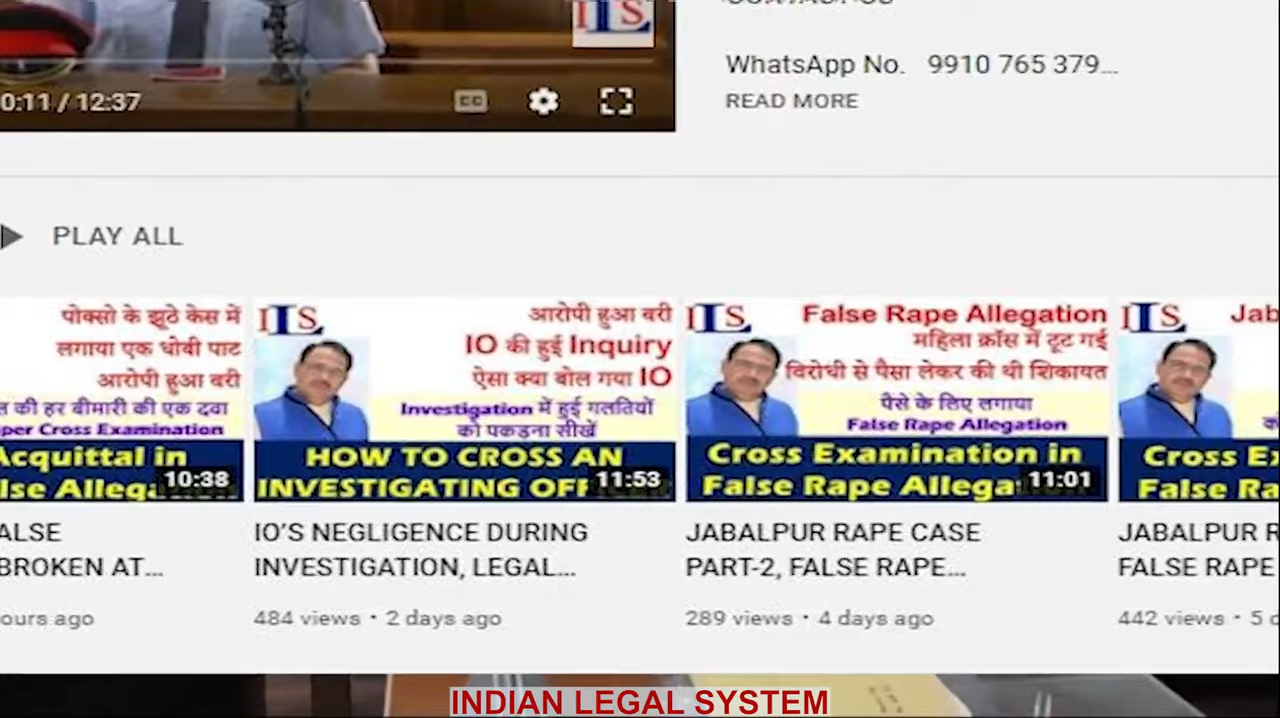 ILS
WhatsApp No. 9910 765 379...
READ MORE
0:11 / 12:37
CC
PLAY ALL
पोक्सो के झूठे केस में
लगाया एक धोबी पाट
आरोपी हुआ बरी
की हर बीमारी की एक दवा
per Cross Examination
Acquittal in
lse Allega
10:38
ALSE
BROKEN AT...
ours ago
ILS
आरोपी हुआ बरी
IO की हुई Inquiry
ऐसा क्या बोल गया IO
Investigation में हुई गलतियों
को पकड़ना सीखें
HOW TO CROSS AN
INVESTIGATING OFF
11:53
IO'S NEGLIGENCE DURING
INVESTIGATION, LEGAL...
484 views • 2 days ago
ILS
False Rape Allegation
महिला क्रॉस में टूट गई
विरोधी से पैसा लेकर की थी शिकायत
पैसे के लिए लगाया
False Rape Allegation
Cross Examination in
False Rape Allega
11:01
JABALPUR RAPE CASE
PART-2, FALSE RAPE...
289 views • 4 days ago
ILS
Jab
Cross Ex
False Ra
JABALPUR R
FALSE RAPE
442 views • 5 d
INDIAN LEGAL SYSTEM